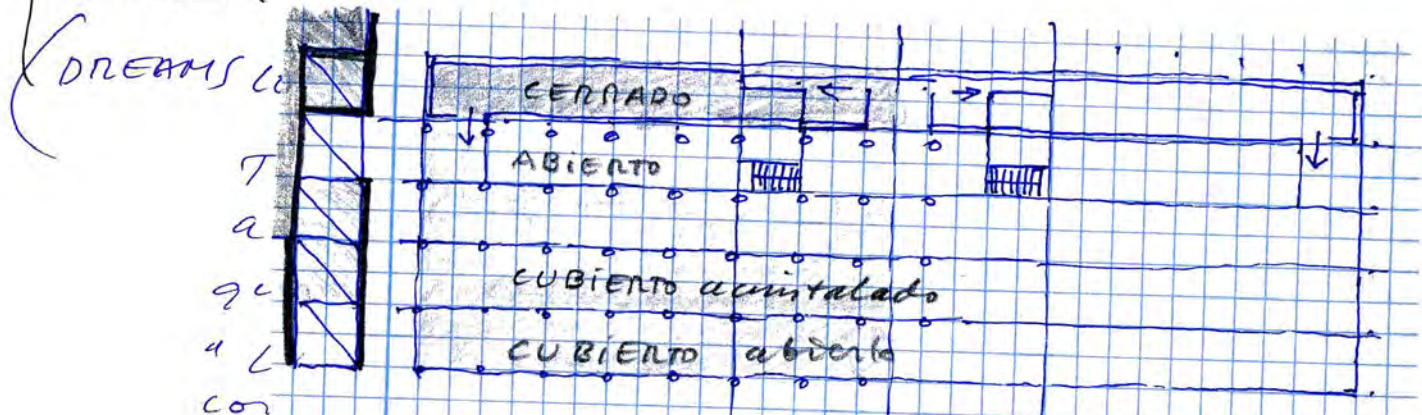 DREAMS
CERRADO
ABIERTO
T
a
CUBIERTO acristalado
CUBIERTO abierto